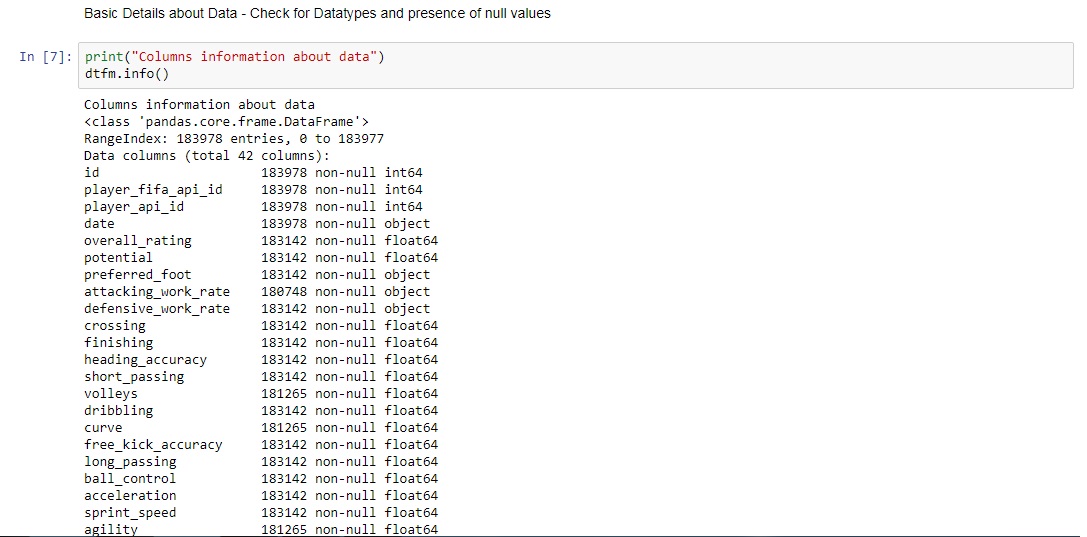 Basic Details about Data - Check for Datatypes and presence of null values
In [7]: print("Columns information about data")
dtfm.info()
Columns information about data
<class 'pandas.core.frame.DataFrame'>
RangeIndex: 183978 entries, 0 to 183977
Data columns (total 42 columns):
id 183978 non-null int64
player_fifa_api_id 183978 non-null int64
player_api_id 183978 non-null int64
date 183978 non-null object
overall_rating 183142 non-null float64
potential 183142 non-null float64
preferred_foot 183142 non-null object
attacking_work_rate 180748 non-null object
defensive_work_rate 183142 non-null object
crossing 183142 non-null float64
finishing 183142 non-null float64
heading_accuracy 183142 non-null float64
short_passing 183142 non-null float64
volleys 181265 non-null float64
dribbling 183142 non-null float64
curve 181265 non-null float64
free_kick_accuracy 183142 non-null float64
long_passing 183142 non-null float64
ball_control 183142 non-null float64
acceleration 183142 non-null float64
sprint_speed 183142 non-null float64
agility 181265 non-null float64